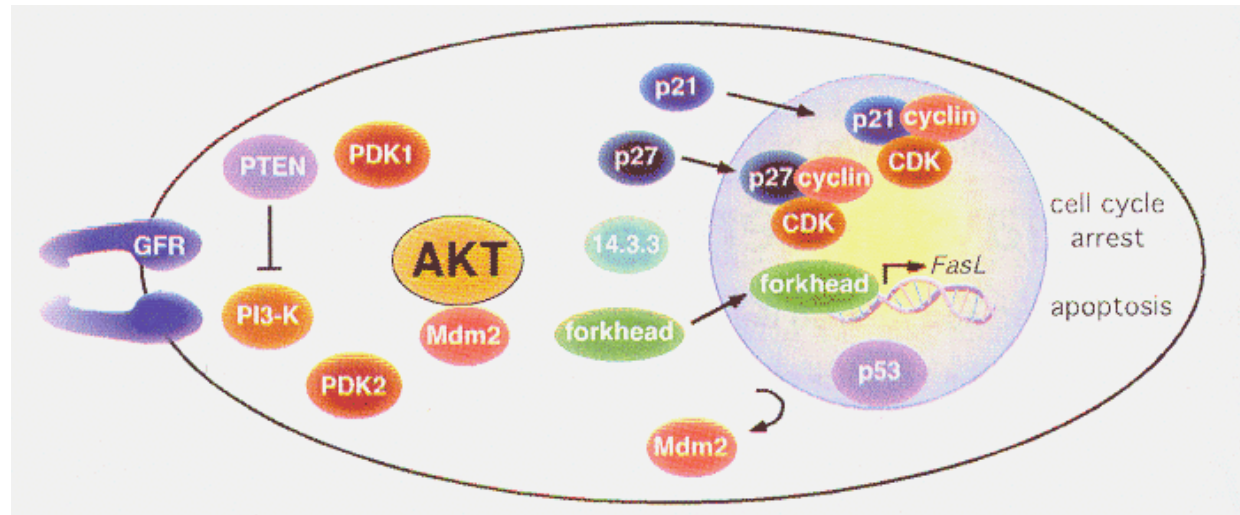 p21
p21 cyclin
CDK
PTEN
PDK1
p27
p27 cyclin
CDK
cell cycle
arrest
GFR
AKT
14.3.3
FasL
forkhead
apoptosis
PI3-K
Mdm2
forkhead
PDK2
p53
Mdm2